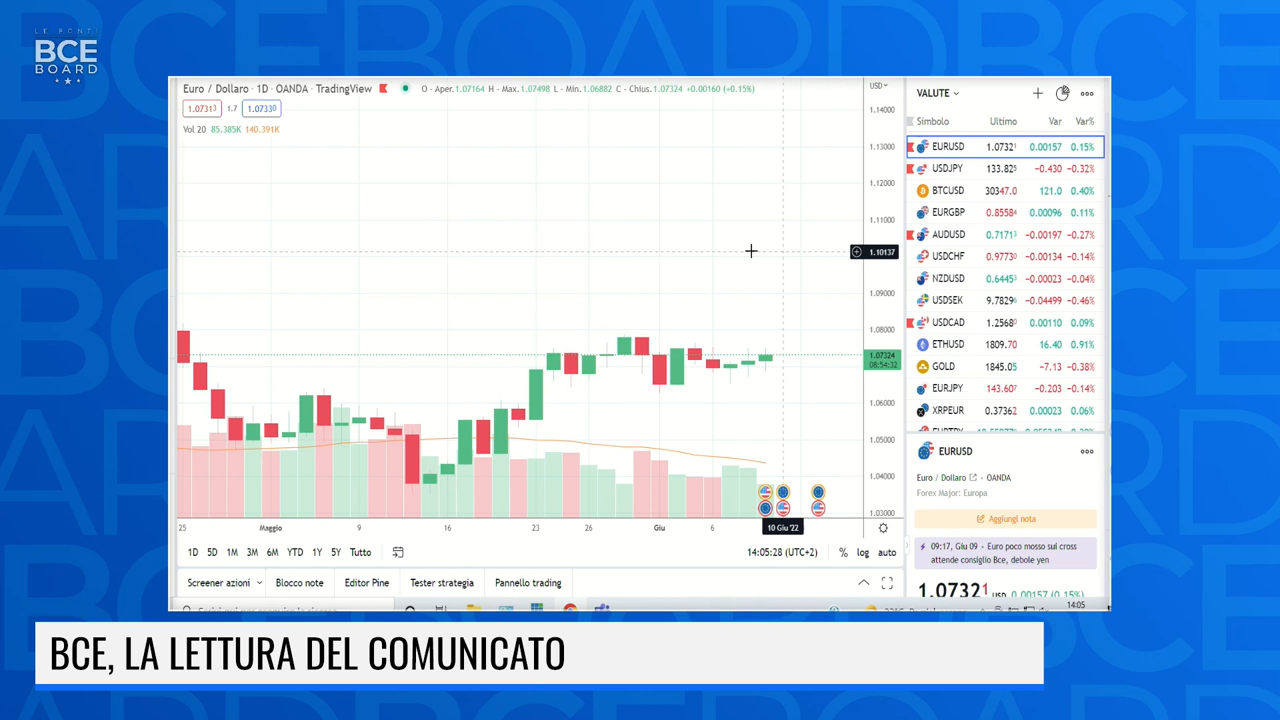 LE FONTI
BCE
BOARD
Euro / Dollaro · 1D · OANDA · TradingView
O - Aper. 1.07164 H - Max. 1.07498 L - Min. 1.06882 C - Chius. 1.07324 +0.00160 (+0.15%)
1.07313 1.7 1.07330
Vol 20 85.385K 140.391K
USD
1.14000
1.13000
1.12000
1.11000
1.10137
1.09000
1.08000
1.07324
08:54:32
1.06000
1.05000
1.04000
1.03000
25 Maggio 9 16 23 26 Giu 6 10 Giu '22
1D 5D 1M 3M 6M YTD 1Y 5Y Tutto
14:05:28 (UTC+2) % log auto
Screener azioni Blocco note Editor Pine Tester strategia Pannello trading
VALUTE
Simbolo Ultimo Var Var%
EURUSD 1.07321 0.00157 0.15%
USDJPY 133.825 −0.430 −0.32%
BTCUSD 30347.0 121.0 0.40%
EURGBP 0.85584 0.00096 0.11%
AUDUSD 0.71713 −0.00197 −0.27%
USDCHF 0.97730 −0.00134 −0.14%
NZDUSD 0.64453 −0.00023 −0.04%
USDSEK 9.78296 −0.04499 −0.46%
USDCAD 1.25680 0.00110 0.09%
ETHUSD 1809.70 16.40 0.91%
GOLD 1845.05 −7.13 −0.38%
EURJPY 143.607 −0.203 −0.14%
XRPEUR 0.37362 0.00023 0.06%
EURUSD
Euro / Dollaro · OANDA
Forex Major: Europa
Aggiungi nota
09:17, Giu 09 · Euro poco mosso sui cross
attende consiglio Bce, debole yen
1.07321 USD 0.00157 (0.15%)
14:05
BCE, LA LETTURA DEL COMUNICATO